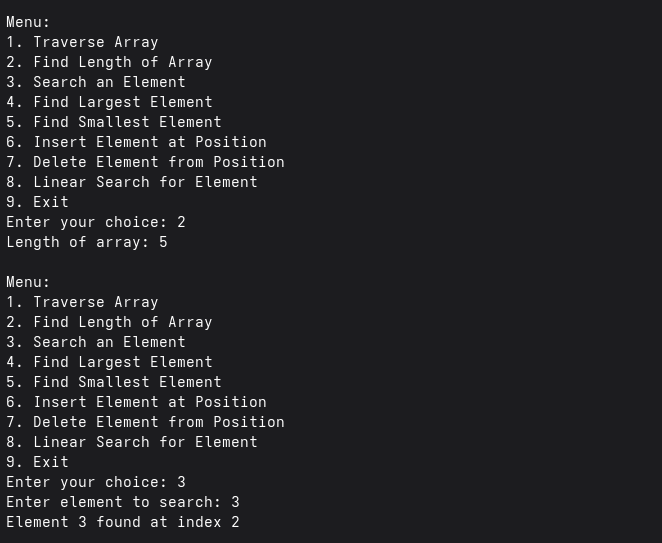 Menu:
1. Traverse Array
2. Find Length of Array
3. Search an Element
4. Find Largest Element
5. Find Smallest Element
6. Insert Element at Position
7. Delete Element from Position
8. Linear Search for Element
9. Exit
Enter your choice: 2
Length of array: 5

Menu:
1. Traverse Array
2. Find Length of Array
3. Search an Element
4. Find Largest Element
5. Find Smallest Element
6. Insert Element at Position
7. Delete Element from Position
8. Linear Search for Element
9. Exit
Enter your choice: 3
Enter element to search: 3
Element 3 found at index 2